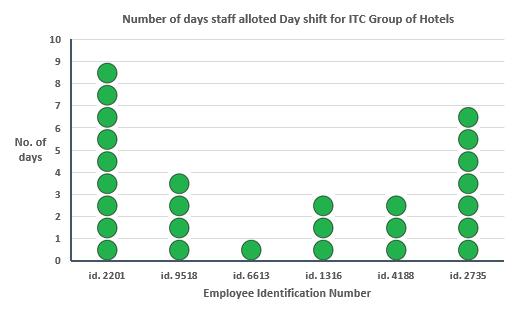 Number of days staff alloted Day shift for ITC Group of Hotels
10
9
8
7
6
5
4
3
2
1
0
No. of
days
id. 2201 id. 9518 id. 6613 id. 1316 id. 4188 id. 2735
Employee Identification Number